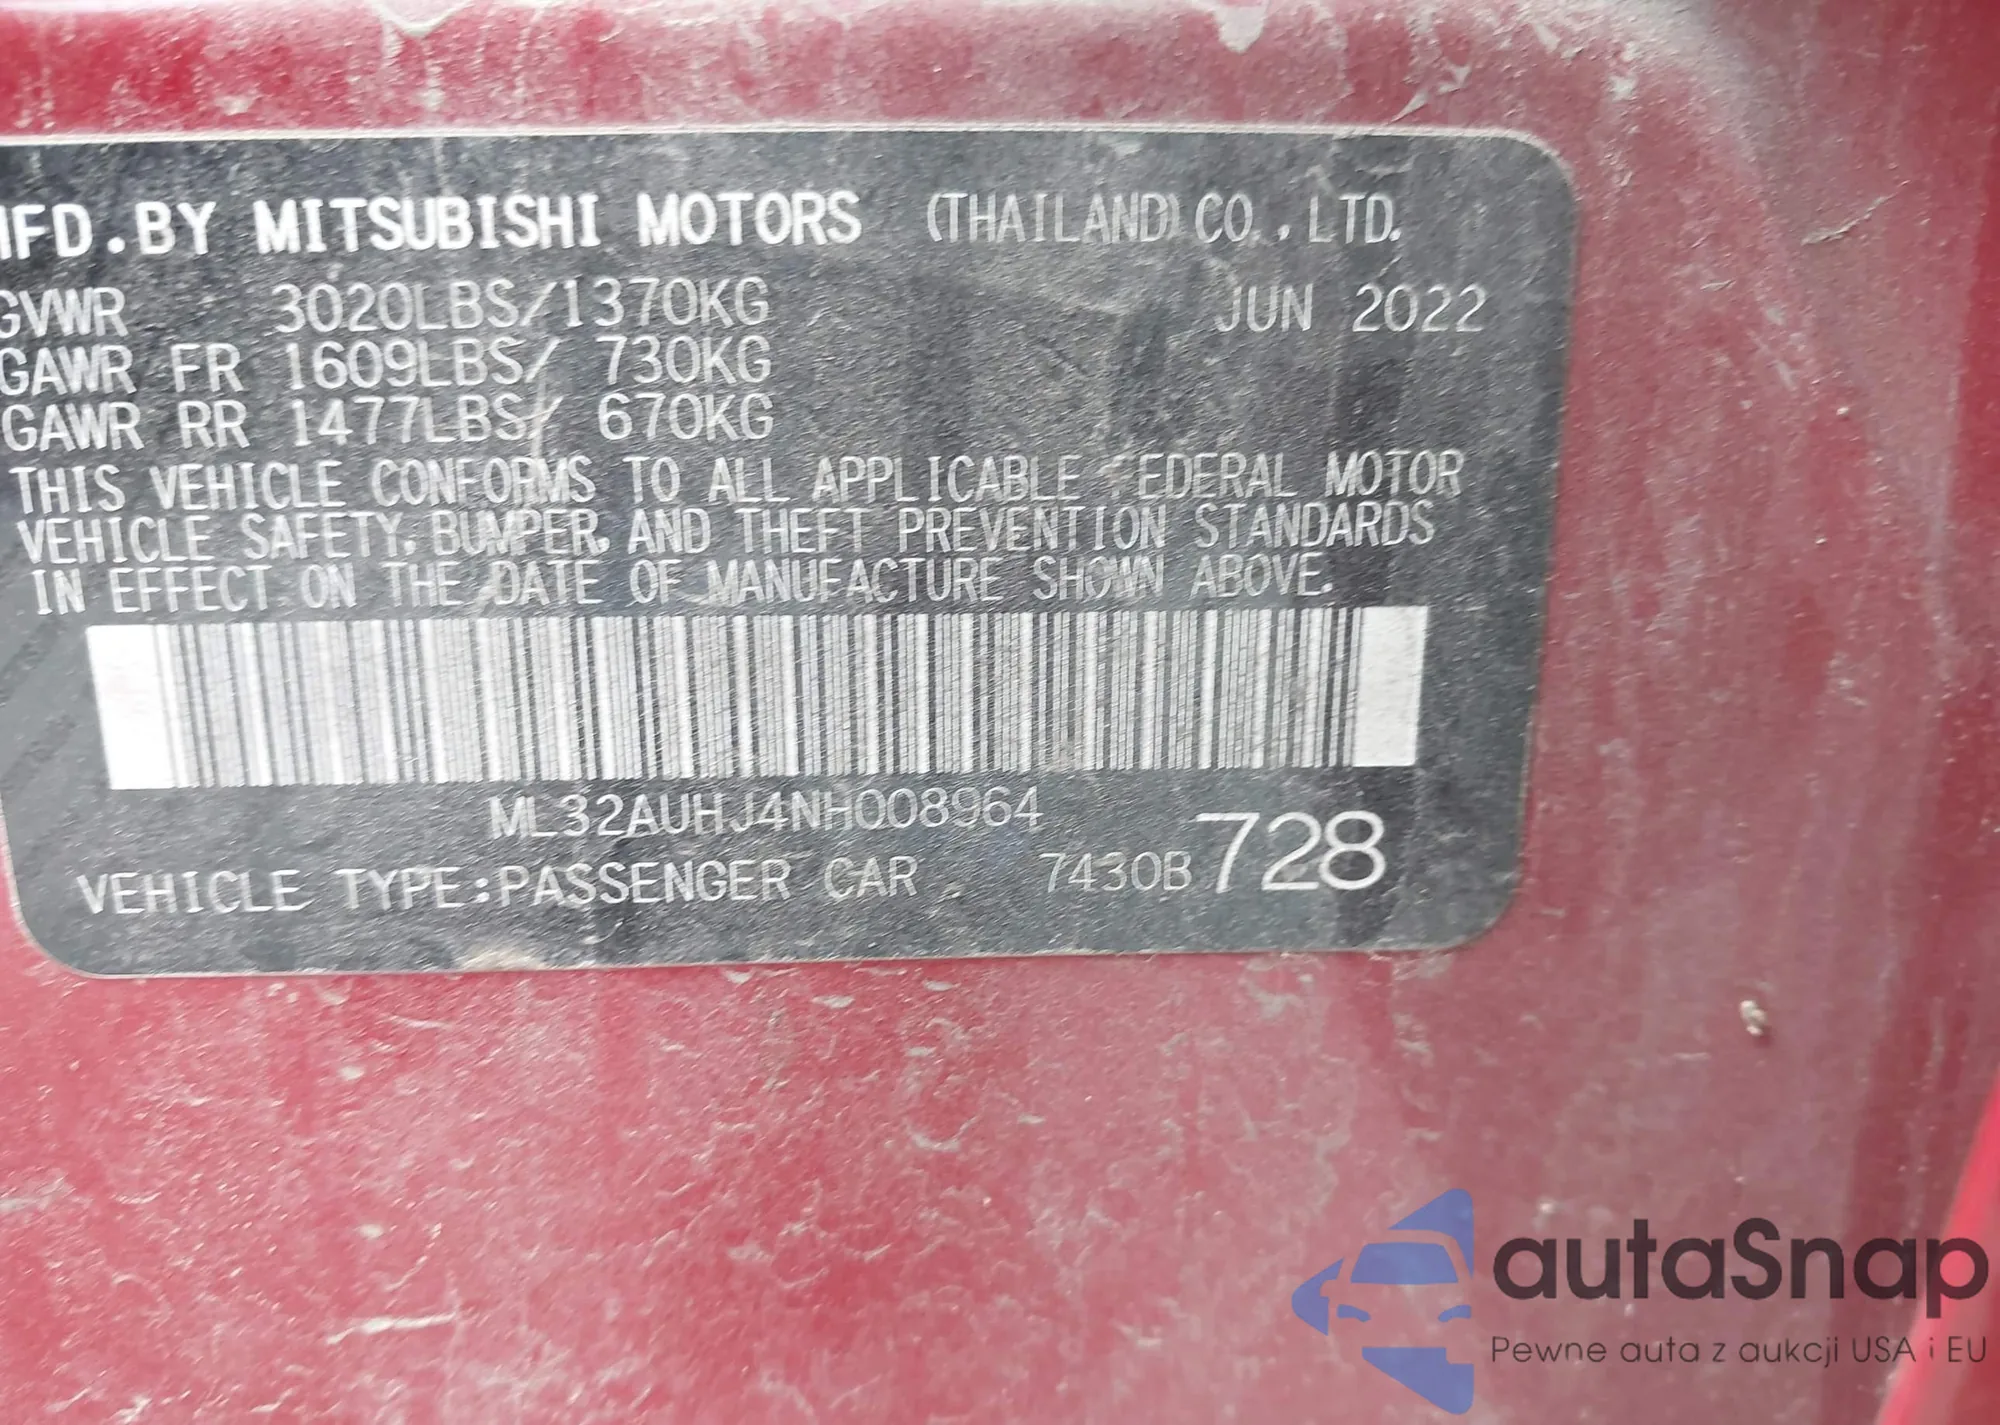 MFD.BY MITSUBISHI MOTORS (THAILAND) CO.,LTD.
GVWR 3020LBS/1370KG JUN 2022
GAWR FR 1609LBS/ 730KG
GAWR RR 1477LBS/ 670KG
THIS VEHICLE CONFORMS TO ALL APPLICABLE FEDERAL MOTOR
VEHICLE SAFETY, BUMPER, AND THEFT PREVENTION STANDARDS
IN EFFECT ON THE DATE OF MANUFACTURE SHOWN ABOVE.
ML32AUHJ4NH008964
VEHICLE TYPE:PASSENGER CAR 7430B728
autaSnap
Pewne auta z aukcji USA i EU